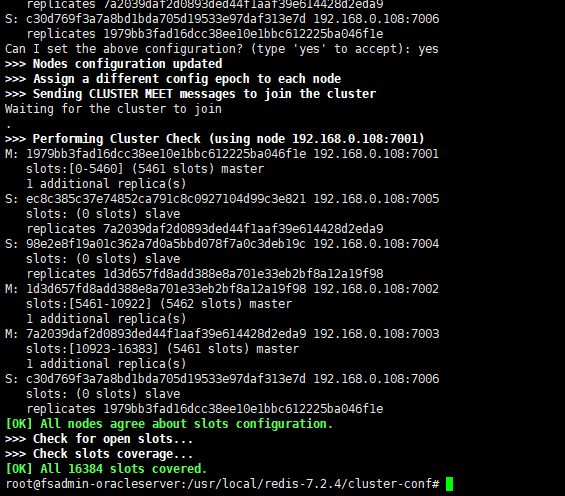 replicates 7a2039daf2d0893ded44f1aaf39e614428d2eda9
S: c30d769f3a7a8bd1bda705d19533e97daf313e7d 192.168.0.108:7006
replicates 1979bb3fad16dcc38ee10e1bbc612225ba046f1e
Can I set the above configuration? (type 'yes' to accept): yes
>>> Nodes configuration updated
>>> Assign a different config epoch to each node
>>> Sending CLUSTER MEET messages to join the cluster
Waiting for the cluster to join
.
>>> Performing Cluster Check (using node 192.168.0.108:7001)
M: 1979bb3fad16dcc38ee10e1bbc612225ba046f1e 192.168.0.108:7001
slots:[0-5460] (5461 slots) master
1 additional replica(s)
S: ec8c385c37e74852ca791c8c0927104d99c3e821 192.168.0.108:7005
slots: (0 slots) slave
replicates 7a2039daf2d0893ded44f1aaf39e614428d2eda9
S: 98e2e8f19a01c362a7d0a5bbd078f7a0c3deb19c 192.168.0.108:7004
slots: (0 slots) slave
replicates 1d3d657fd8add388e8a701e33eb2bf8a12a19f98
M: 1d3d657fd8add388e8a701e33eb2bf8a12a19f98 192.168.0.108:7002
slots:[5461-10922] (5462 slots) master
1 additional replica(s)
M: 7a2039daf2d0893ded44f1aaf39e614428d2eda9 192.168.0.108:7003
slots:[10923-16383] (5461 slots) master
1 additional replica(s)
S: c30d769f3a7a8bd1bda705d19533e97daf313e7d 192.168.0.108:7006
slots: (0 slots) slave
replicates 1979bb3fad16dcc38ee10e1bbc612225ba046f1e
[OK] All nodes agree about slots configuration.
>>> Check for open slots...
>>> Check slots coverage...
[OK] All 16384 slots covered.
root@fsadmin-oracleserver:/usr/local/redis-7.2.4/cluster-conf#